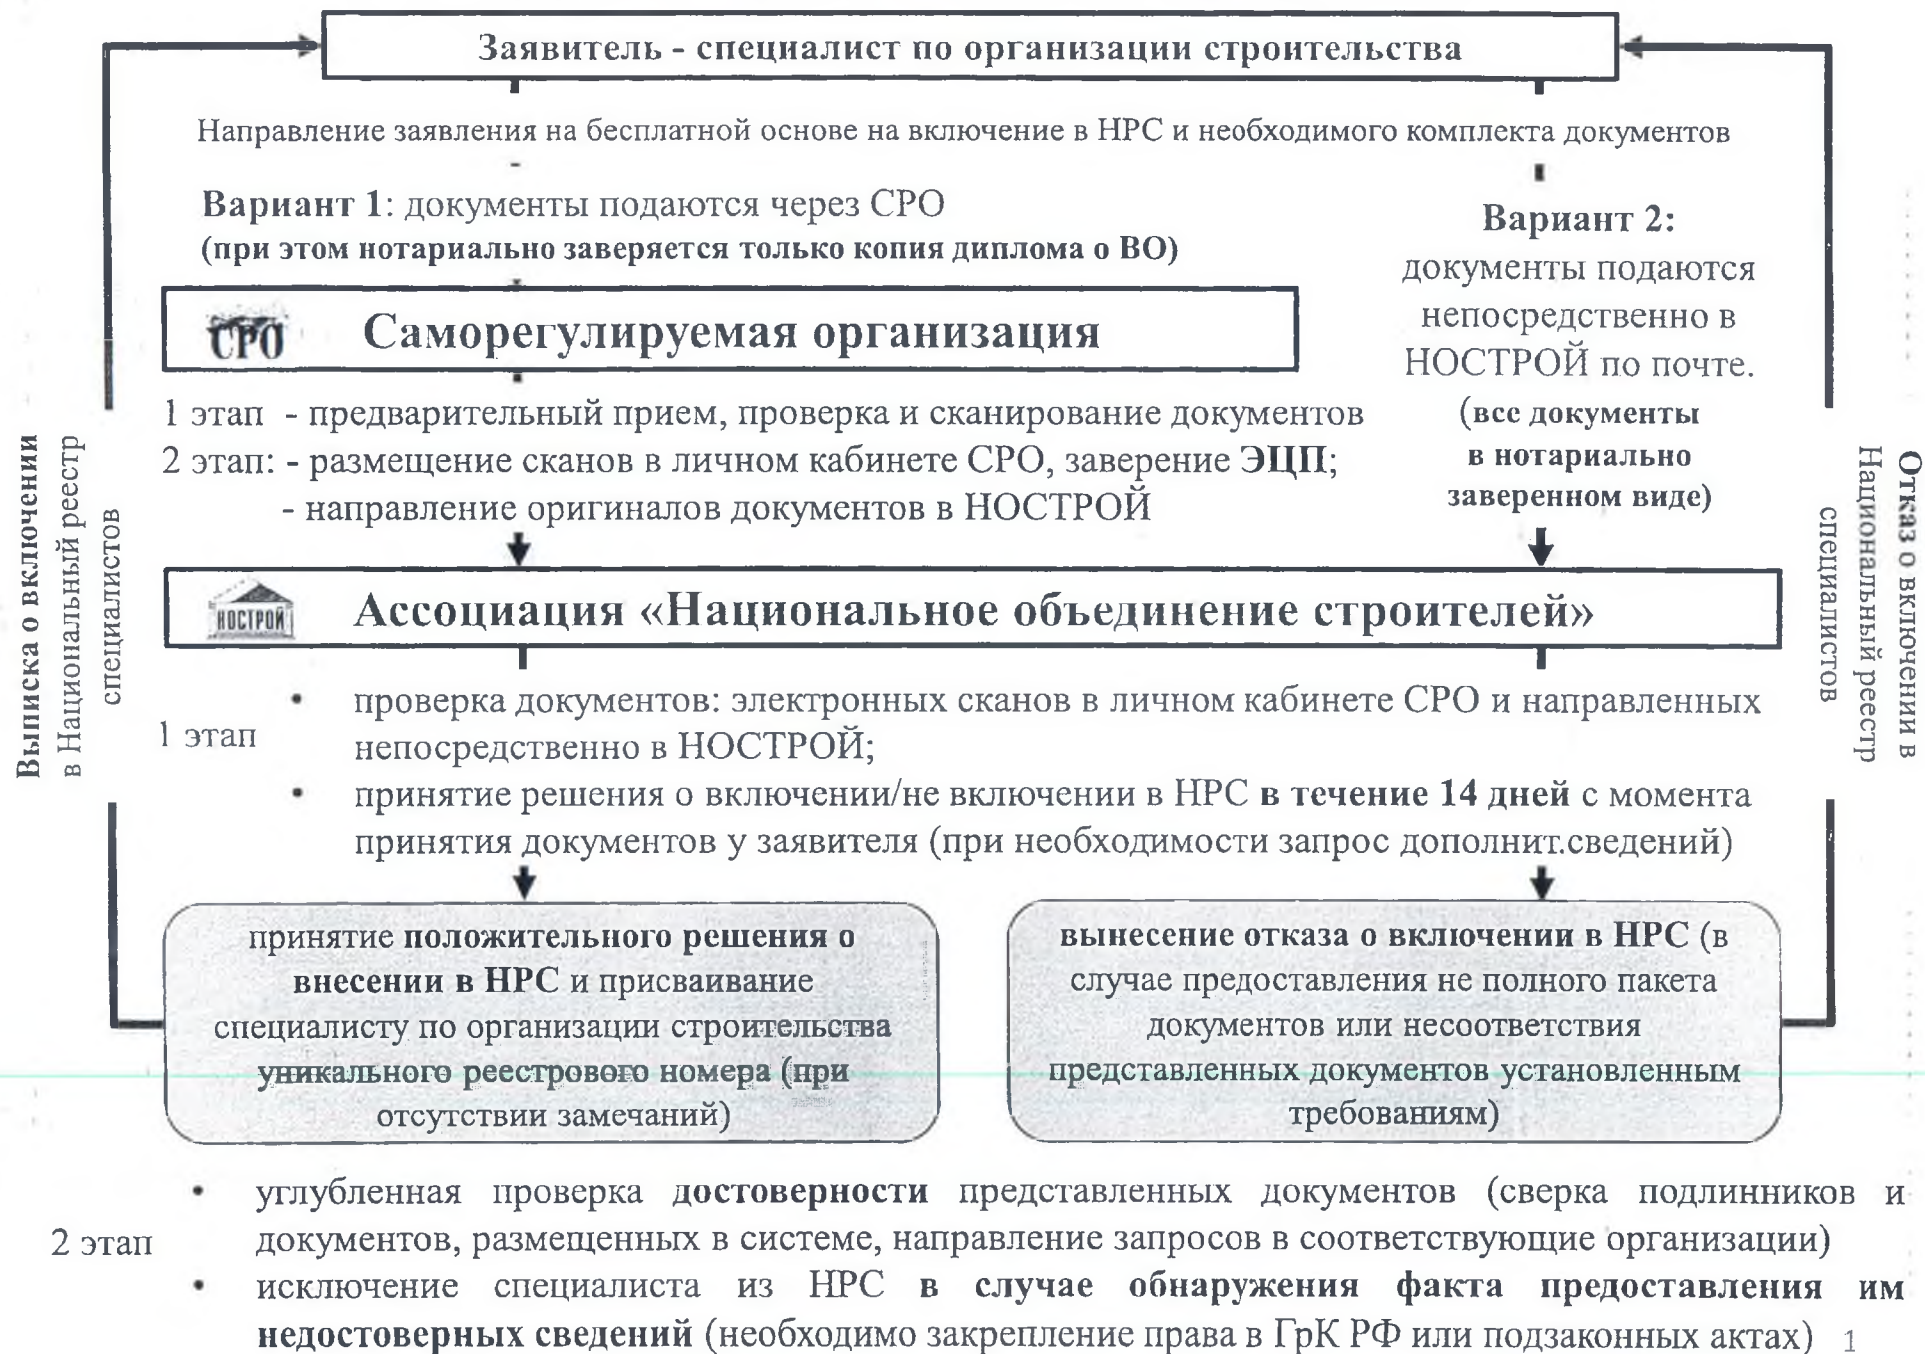 Заявитель - специалист по организации строительства
Направление заявления на бесплатной основе на включение в НРС и необходимого комплекта документов
Вариант 1: документы подаются через СРО
(при этом нотариально заверяется только копия диплома о ВО)
Вариант 2:
документы подаются
непосредственно в
НОСТРОЙ по почте.
(все документы
в нотариально
заверенном виде)
СРО Саморегулируемая организация
1 этап - предварительный прием, проверка и сканирование документов
2 этап: - размещение сканов в личном кабинете СРО, заверение ЭЦП;
- направление оригиналов документов в НОСТРОЙ
Выписка о включении
в Национальный реестр
специалистов
Отказ о включении в
Национальный реестр
специалистов
НОСТРОЙ Ассоциация «Национальное объединение строителей»
1 этап
• проверка документов: электронных сканов в личном кабинете СРО и направленных
непосредственно в НОСТРОЙ;
• принятие решения о включении/не включении в НРС в течение 14 дней с момента
принятия документов у заявителя (при необходимости запрос дополнит.сведений)
принятие положительного решения о
внесении в НРС и присваивание
специалисту по организации строительства
уникального реестрового номера (при
отсутствии замечаний)
вынесение отказа о включении в НРС (в
случае предоставления не полного пакета
документов или несоответствия
представленных документов установленным
требованиям)
2 этап
• углубленная проверка достоверности представленных документов (сверка подлинников и
документов, размещенных в системе, направление запросов в соответствующие организации)
• исключение специалиста из НРС в случае обнаружения факта предоставления им
недостоверных сведений (необходимо закрепление права в ГрК РФ или подзаконных актах)
1